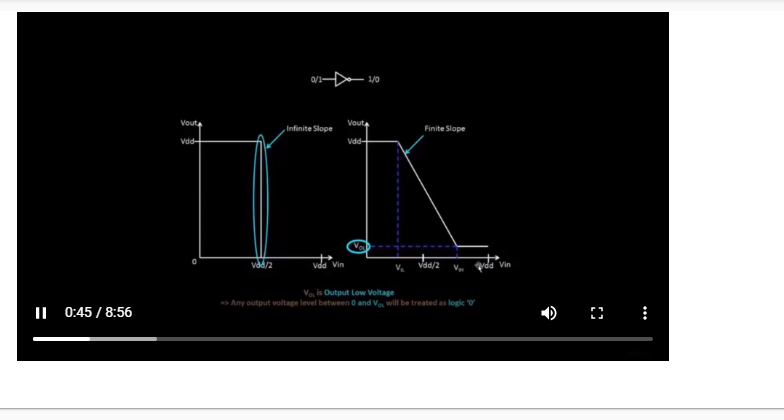 0/1 1/0
Vout Vout
Infinite Slope Finite Slope
Vdd Vdd
VOL
0 Vdd/2 Vdd Vin VIL Vdd/2 VIH Vdd Vin
VOL is Output Low Voltage
=> Any output voltage level between 0 and VOL will be treated as logic '0'
0:45 / 8:56